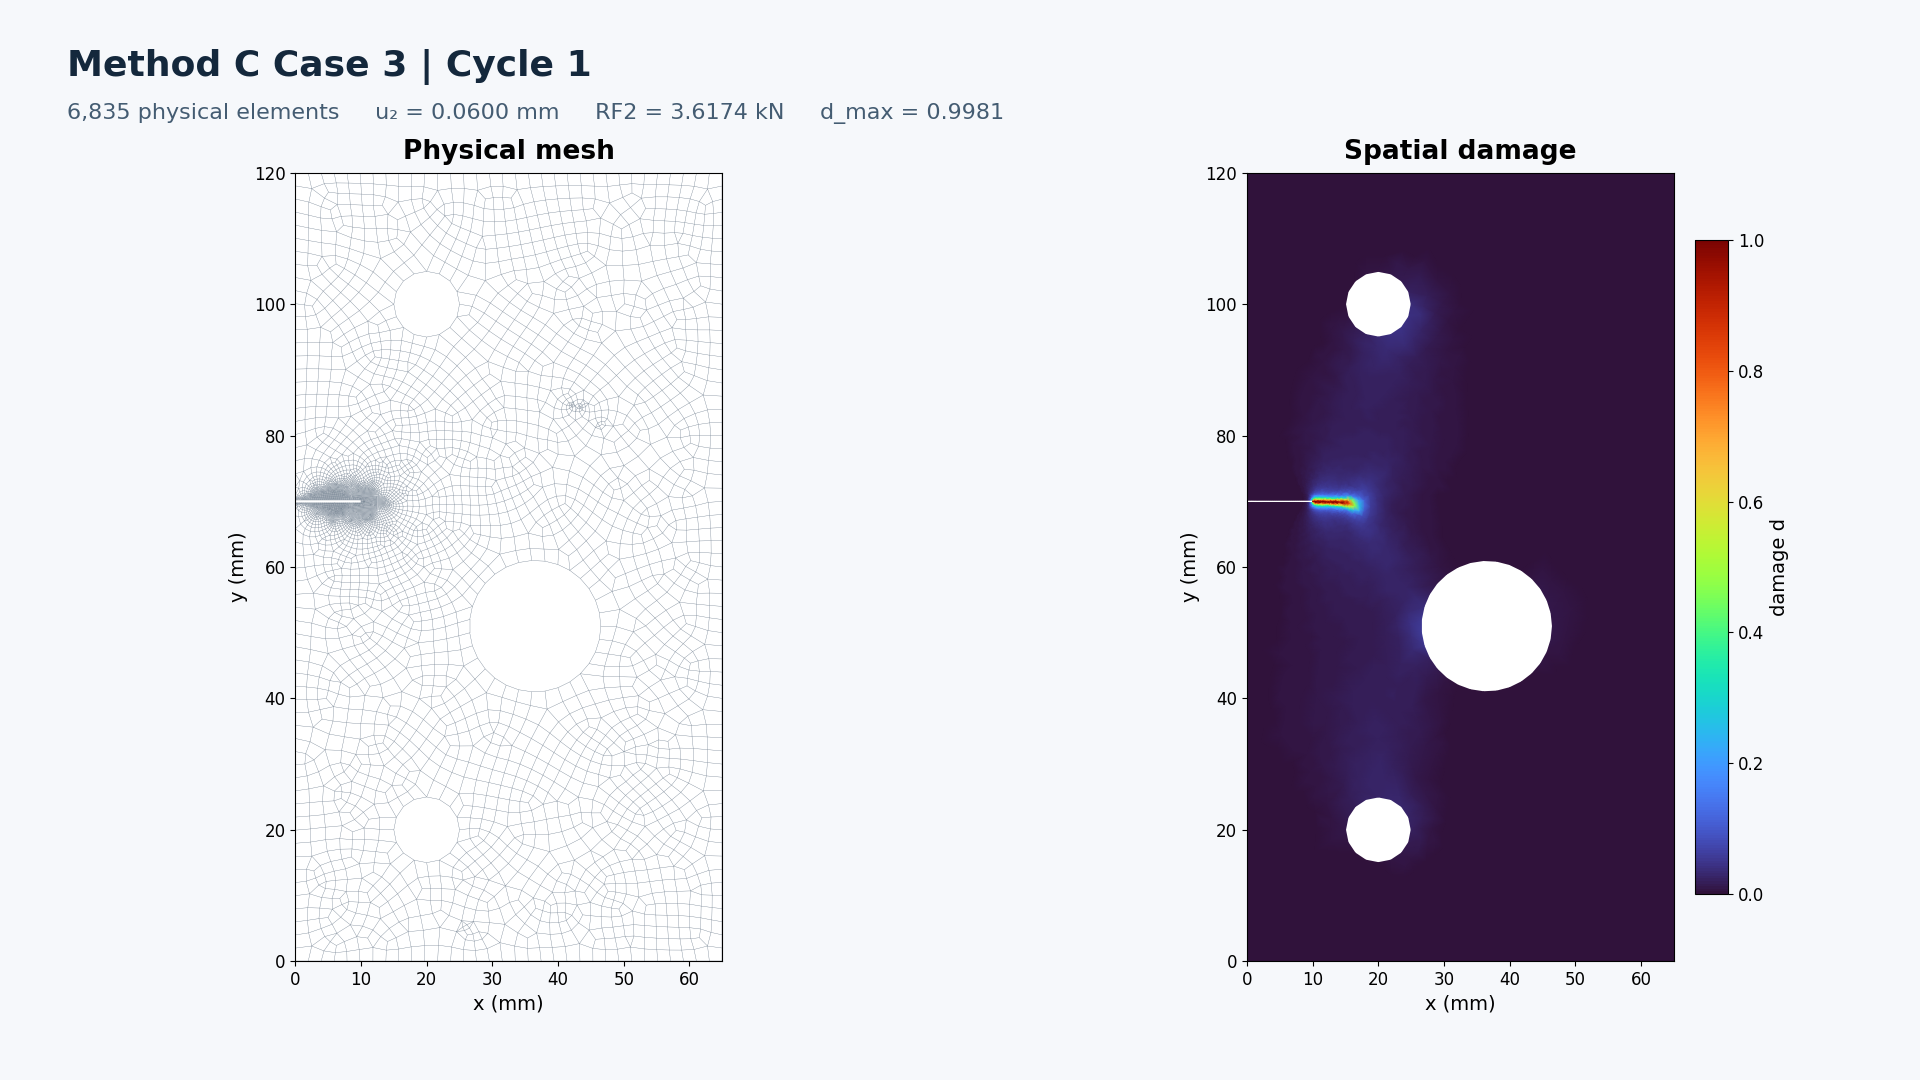 Method C Case 3 | Cycle 1
6,835 physical elements u₂ = 0.0600 mm RF2 = 3.6174 kN d_max = 0.9981
Physical mesh
120
100
80
60
40
20
0
y (mm)
0 10 20 30 40 50 60
x (mm)
Spatial damage
120
100
80
60
40
20
0
y (mm)
0 10 20 30 40 50 60
x (mm)
1.0
0.8
0.6
0.4
0.2
0.0
damage d